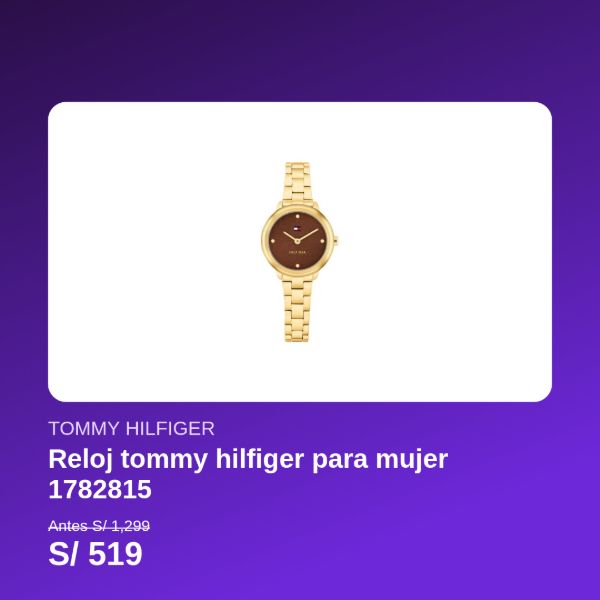 TOMMY HILFIGER
Reloj tommy hilfiger para mujer
1782815
Antes S/ 1,299
S/ 519